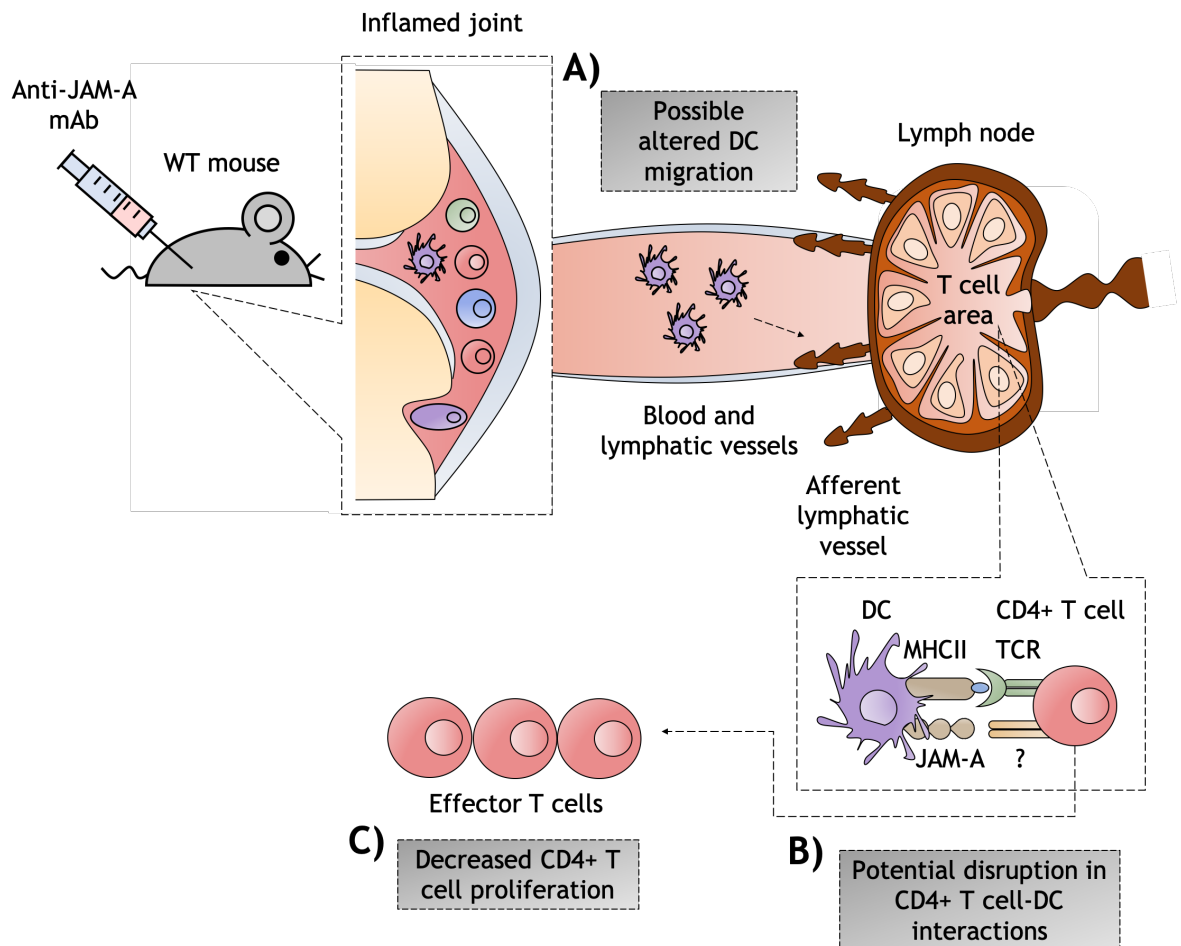 Inflamed joint
A)
Anti-JAM-A
mAb
WT mouse
Possible
altered DC
migration
Lymph node
T cell
area
Blood and
lymphatic vessels
Afferent
lymphatic
vessel
DC
CD4+ T cell
MHCII
TCR
JAM-A
?
Effector T cells
C)
Decreased CD4+ T
cell proliferation
B)
Potential disruption in
CD4+ T cell-DC
interactions